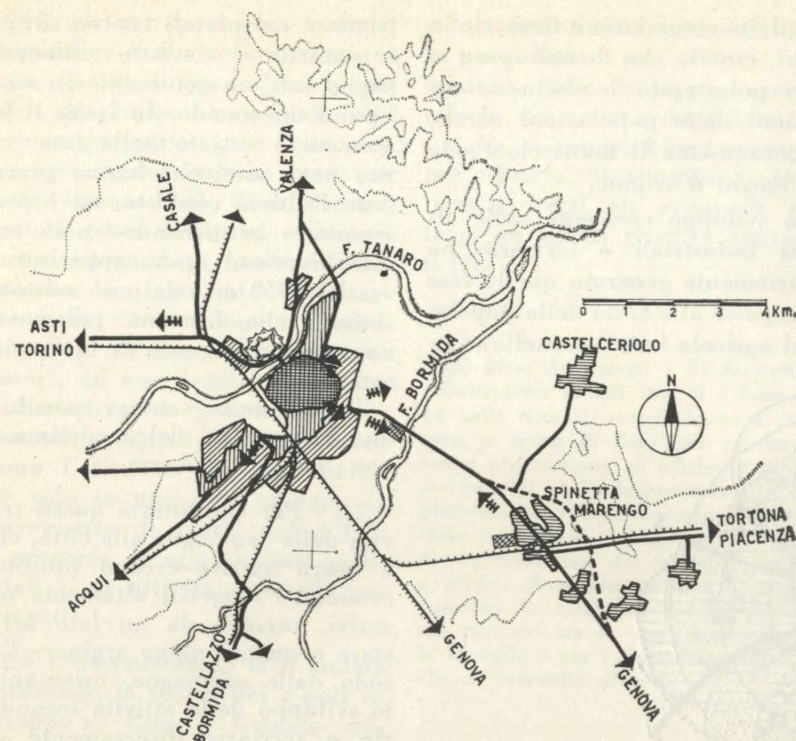 VALENZA
CASALE
F. TANARO
ASTI
TORINO
0 1 2 4 Km.
CASTELCERIOLO
F. BORMIDA
N
SPINETTA
MARENGO
TORTONA
PIACENZA
ACQUI
CASTELLAZZO
BORMIDA
GENOVA
GENOVA